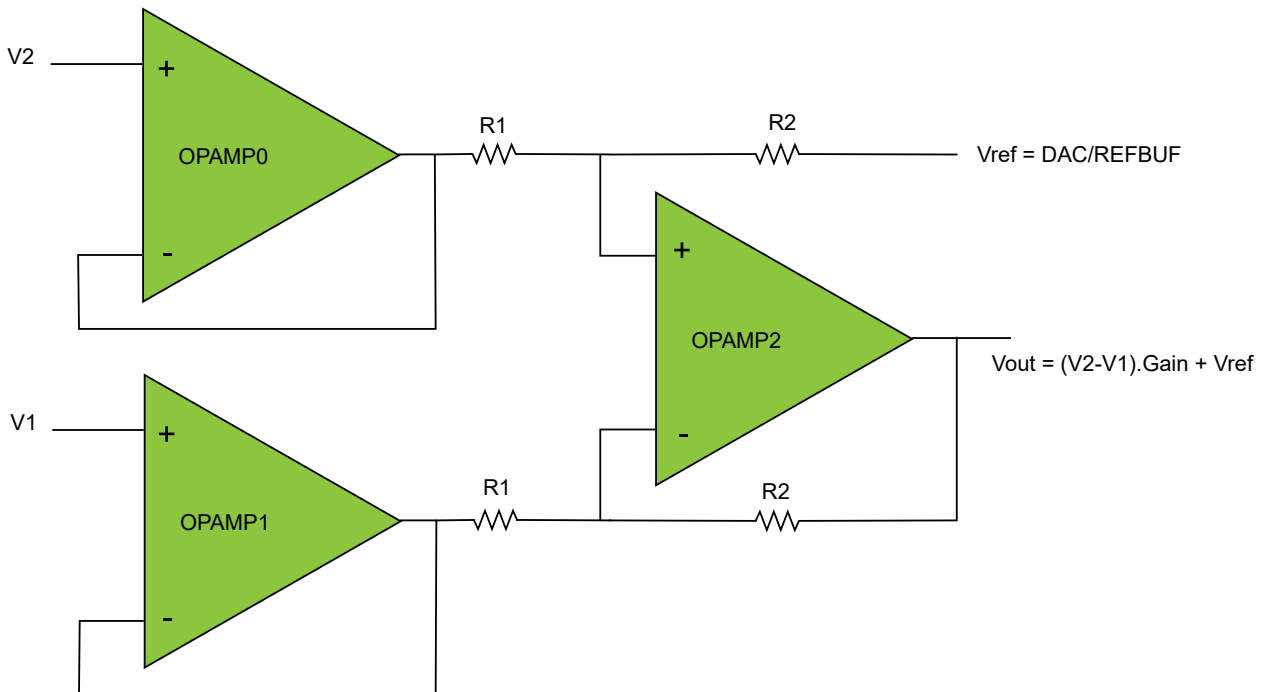 V2
+
OPAMP0
-
R1
R2
Vref = DAC/REFBUF
+
OPAMP2
-
Vout = (V2-V1).Gain + Vref
V1
+
OPAMP1
-
R1
R2